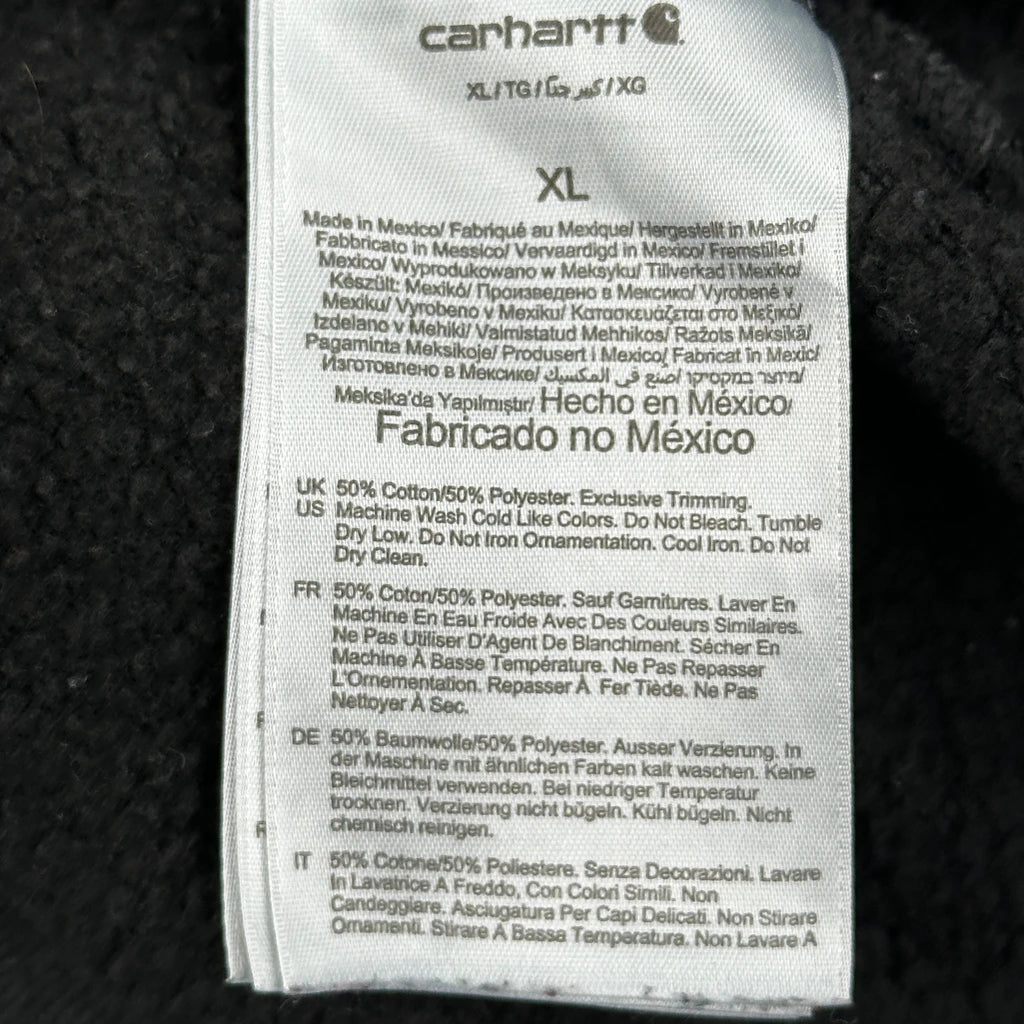 carhartt
XL/TG/كبير جدًا/XG
XL
Made in Mexico/ Fabriqué au Mexique/ Hergestellt in Mexiko/
Fabbricato in Messico/ Vervaardigd in Mexico/ Fremstillet i
Mexico/ Wyprodukowano w Meksyku/ Tillverkad i Mexiko/
Készült: Mexikó/ Произведено в Мексико/ Vyrobené v
Mexiku/ Vyrobeno v Mexiku/ Κατασκευάζεται στο Μεξικό/
Izdelano v Mehiki/ Valmistatud Mehhikos/ Ražots Meksikā/
Pagaminta Meksikoje/ Produsert i Mexico/ Fabricat în Mexic/
Изготовлено в Мексике/ صنع في المكسيك/ מיוצר במקסיקו/
Meksika'da Yapılmıştır/ Hecho en México/
Fabricado no México
UK 50% Cotton/50% Polyester. Exclusive Trimming.
US Machine Wash Cold Like Colors. Do Not Bleach. Tumble
Dry Low. Do Not Iron Ornamentation. Cool Iron. Do Not
Dry Clean.
FR 50% Coton/50% Polyester. Sauf Garnitures. Laver En
Machine En Eau Froide Avec Des Couleurs Similaires.
Ne Pas Utiliser D'Agent De Blanchiment. Sécher En
Machine À Basse Température. Ne Pas Repasser
L'Ornementation. Repasser À Fer Tiède. Ne Pas
Nettoyer À Sec.
DE 50% Baumwolle/50% Polyester. Ausser Verzierung. In
der Maschine mit ähnlichen Farben kalt waschen. Keine
Bleichmittel verwenden. Bei niedriger Temperatur
trocknen. Verzierung nicht bügeln. Kühl bügeln. Nicht
chemisch reinigen.
IT 50% Cotone/50% Poliestere. Senza Decorazioni. Lavare
In Lavatrice A Freddo, Con Colori Simili. Non
Candeggiare. Asciugatura Per Capi Delicati. Non Stirare
Ornamenti. Stirare A Bassa Temperatura. Non Lavare A